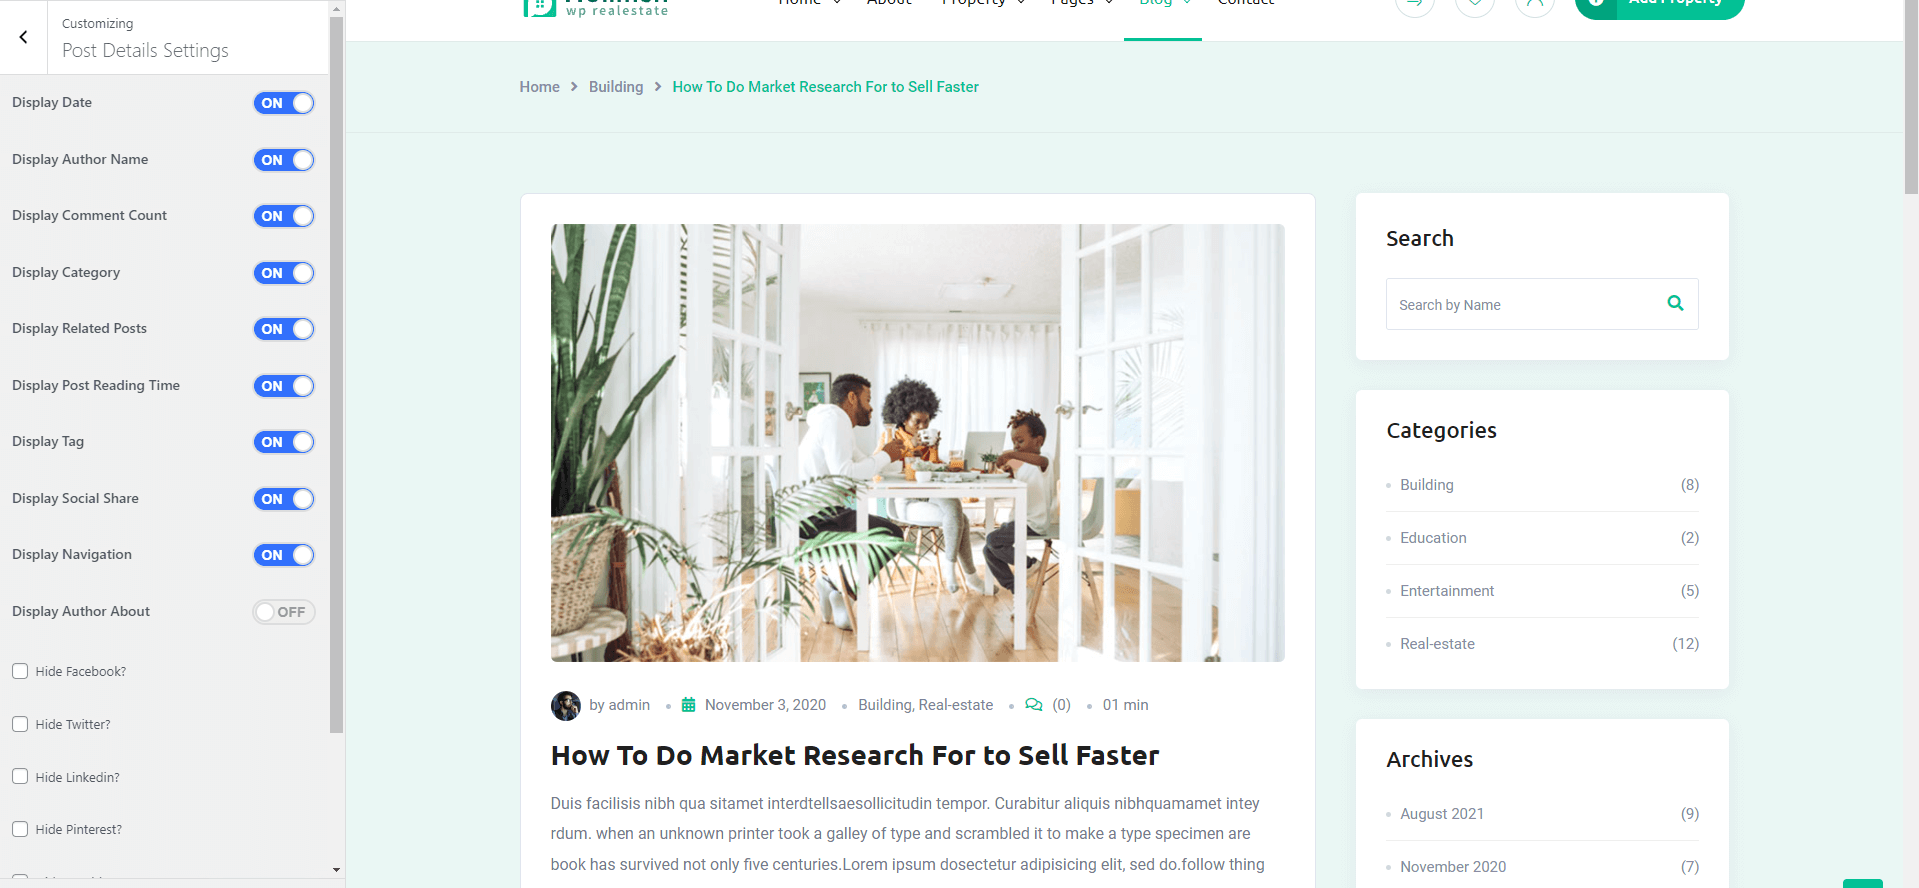 Customizing
Post Details Settings
Display Date
ON
Display Author Name
ON
Display Comment Count
ON
Display Category
ON
Display Related Posts
ON
Display Post Reading Time
ON
Display Tag
ON
Display Social Share
ON
Display Navigation
ON
Display Author About
OFF
Hide Facebook?
Hide Twitter?
Hide Linkedin?
Hide Pinterest?
wp realestate
Home
About
Property
Pages
Blog
Contact
Add Property
Home
Building
How To Do Market Research For to Sell Faster
by admin
November 3, 2020
Building, Real-estate
(0)
01 min
How To Do Market Research For to Sell Faster
Duis facilisis nibh qua sitamet interdtellsaesollicitudin tempor. Curabitur aliquis nibhquamamet intey
rdum. when an unknown printer took a galley of type and scrambled it to make a type specimen are
book has survived not only five centuries.Lorem ipsum dosectetur adipisicing elit, sed do.follow thing
Search
Search by Name
Categories
Building (8)
Education (2)
Entertainment (5)
Real-estate (12)
Archives
August 2021 (9)
November 2020 (7)